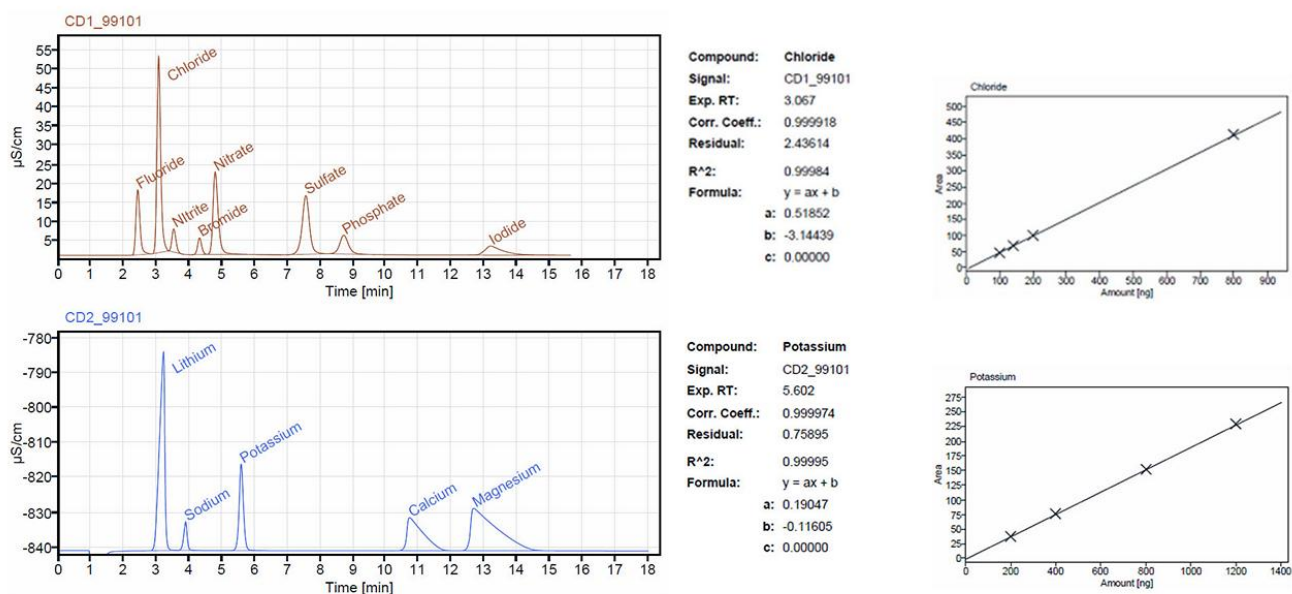 CD1_99101
55
50
45
40
35
30
25
20
15
10
5
µS/cm
Fluoride
Chloride
NItrite
Bromide
Nitrate
Sulfate
Phosphate
Iodide
0 1 2 3 4 5 6 7 8 9 10 11 12 13 14 15 16 17 18
Time [min]
Compound: Chloride
Signal: CD1_99101
Exp. RT: 3.067
Corr. Coeff.: 0.999918
Residual: 2.43614
R^2: 0.99984
Formula: y = ax + b
a: 0.51852
b: -3.14439
c: 0.00000
Chloride
500
450
400
350
300
250
200
150
100
50
0
Area
0 100 200 300 400 500 600 700 800 900
Amount [ng]
CD2_99101
-780
-790
-800
-810
-820
-830
-840
µS/cm
Lithium
Sodium
Potassium
Calcium
Magnesium
0 1 2 3 4 5 6 7 8 9 10 11 12 13 14 15 16 17 18
Time [min]
Compound: Potassium
Signal: CD2_99101
Exp. RT: 5.602
Corr. Coeff.: 0.999974
Residual: 0.75895
R^2: 0.99995
Formula: y = ax + b
a: 0.19047
b: -0.11605
c: 0.00000
Potassium
275
250
225
200
175
150
125
100
75
50
25
0
Area
0 200 400 600 800 1000 1200 1400
Amount [ng]